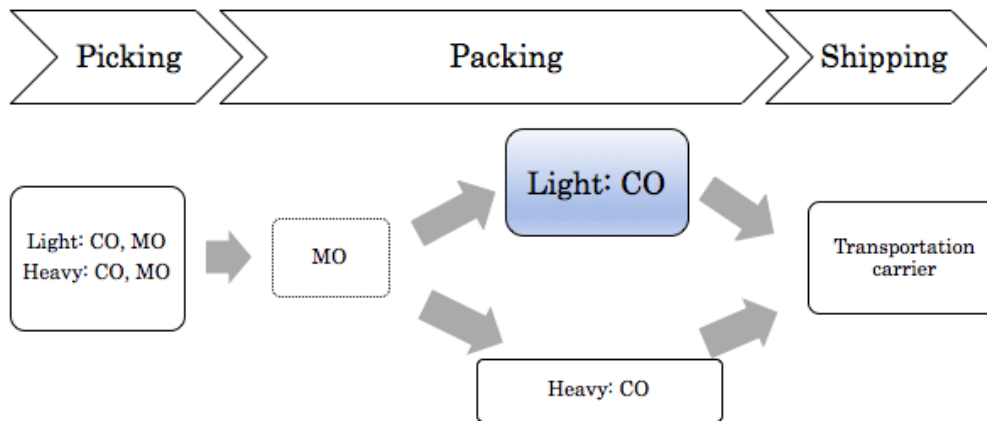 Picking
Packing
Shipping
Light: CO, MO
Heavy: CO, MO
MO
Light: CO
Heavy: CO
Transportation
carrier